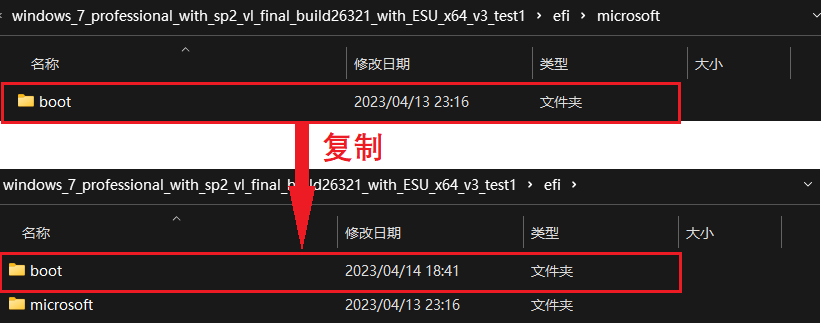 windows_7_professional_with_sp2_vl_final_build26321_with_ESU_x64_v3_test1 › efi › microsoft
名称 修改日期 类型 大小
boot 2023/04/13 23:16 文件夹
复制
windows_7_professional_with_sp2_vl_final_build26321_with_ESU_x64_v3_test1 › efi ›
名称 修改日期 类型 大小
boot 2023/04/14 18:41 文件夹
microsoft 2023/04/13 23:16 文件夹